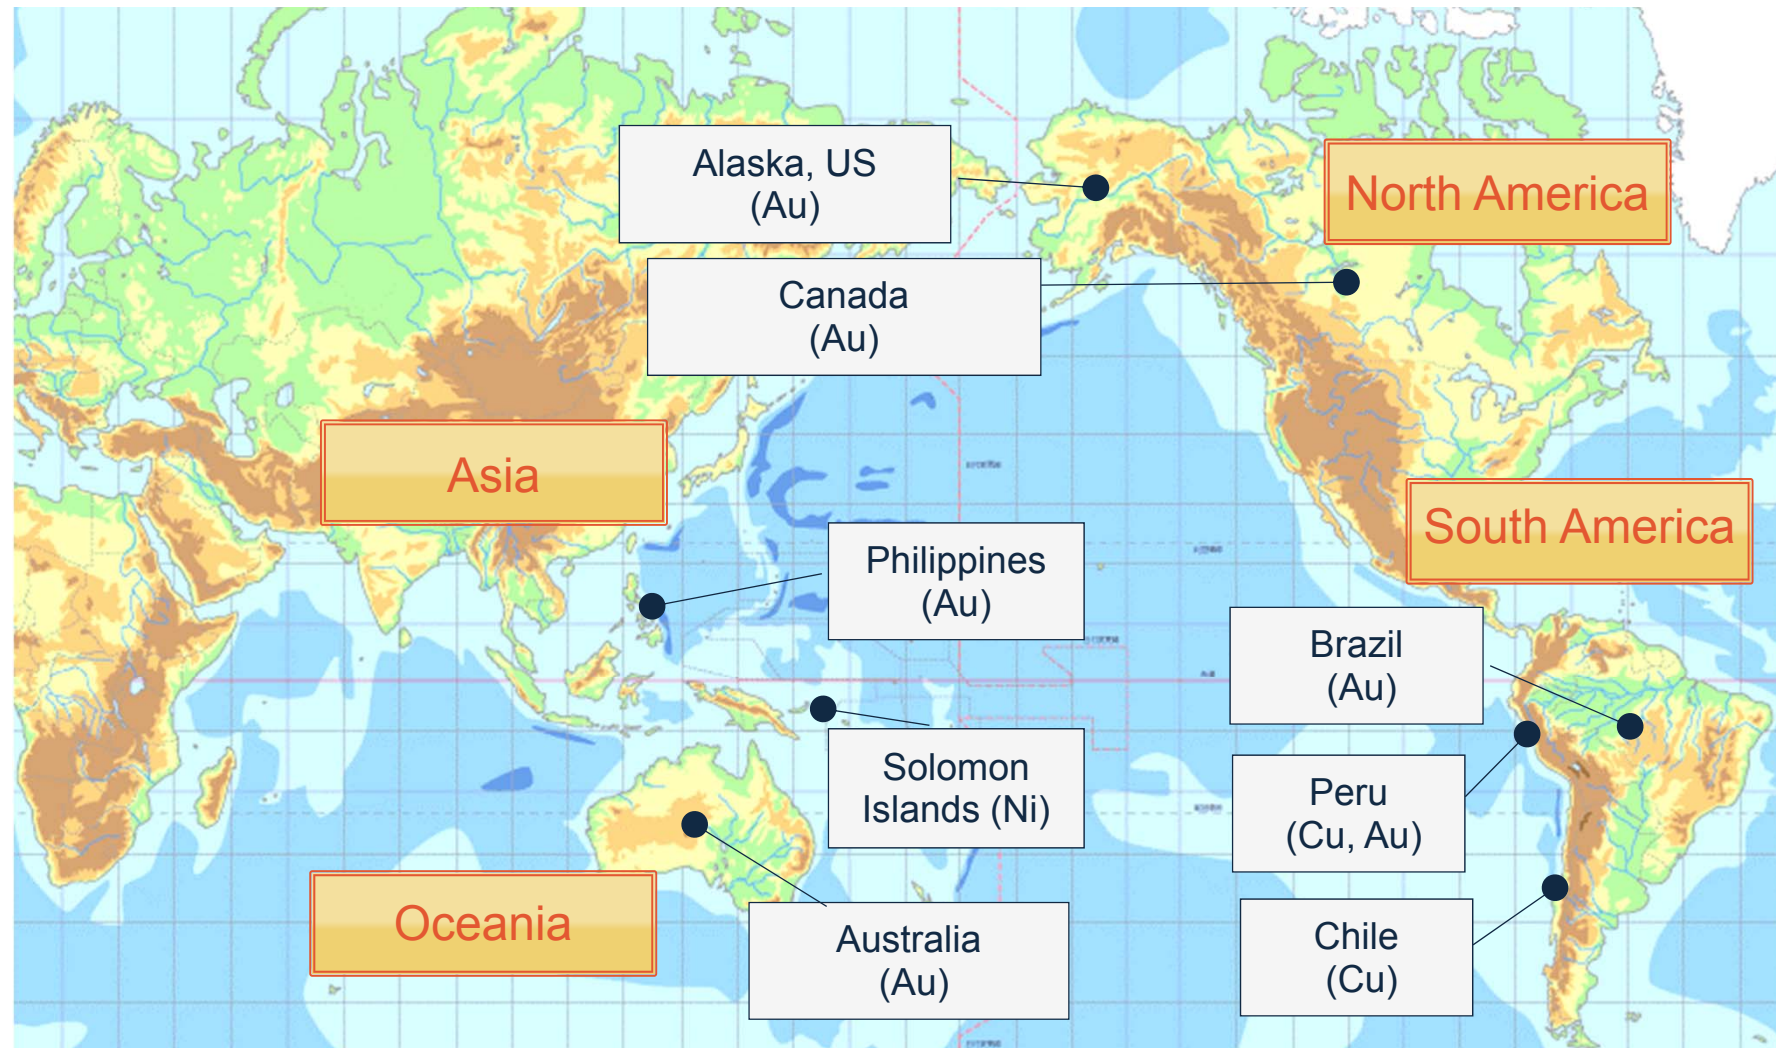 Alaska, US
(Au)
North America
Canada
(Au)
Asia
South America
Philippines
(Au)
Brazil
(Au)
Solomon
Islands (Ni)
Peru
(Cu, Au)
Oceania
Australia
(Au)
Chile
(Cu)